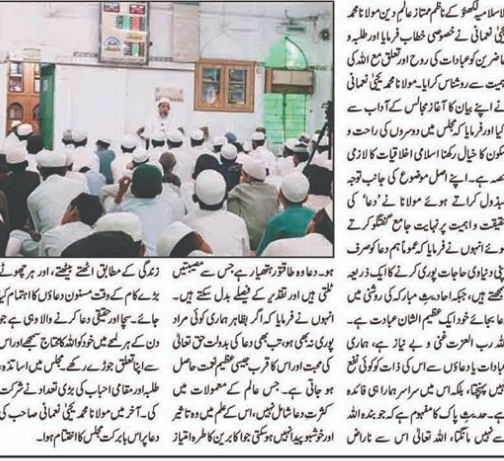 لاسلامیہ لکھنؤ کے ناظم ممتاز عالم دین مولانا محمد
یحییٰ نعمانی نے خصوصی خطاب فرمایا اور طلبہ و
حاضرین کو عبادات کی روح اور تعلق مع اللہ کی
سے روشناس کرایا۔ مولانا محمد یحییٰ نعمانی
اپنے بیان کا آغاز مجالس کے آداب سے
کیا اور فرمایا کہ مجلس میں دوسروں کی راحت و
سکون کا خیال رکھنا اسلامی اخلاقیات کا لازمی
حصہ ہے۔ اپنے اصل موضوع کی جانب توجہ
مبذول کراتے ہوئے مولانا نے 'دعا' کی
حقیقت و اہمیت پر نہایت جامع گفتگو کرتے
ہوئے انہوں نے فرمایا کہ عموماً ہم دعا کو صرف
پنی دنیاوی حاجات پوری کرنے کا ایک ذریعہ
سمجھتے ہیں، جبکہ احادیث مبارکہ کی روشنی میں
دعا بجائے خود ایک عظیم الشان عبادت ہے۔
اللہ رب العزت غنی و بے نیاز ہے، ہماری
عبادات یا دعاؤں سے اس کی ذات کو کوئی نفع
نہیں پہنچتا، بلکہ اس میں سراسر ہمارا ہی فائدہ
ہے۔ حدیث پاک کا مفہوم ہے کہ جو بندہ اللہ
سے نہیں مانگتا، اللہ تعالیٰ اس سے ناراض
ہو۔ دعا وہ طاقتور ہتھیار ہے جس سے مصیبتیں
ٹلتی ہیں اور تقدیر کے فیصلے بدل سکتے ہیں۔
انہوں نے فرمایا کہ اگر بظاہر ہماری کوئی مراد
پوری نہ بھی ہو، تب بھی دعا کی بدولت حق تعالیٰ
کی محبت اور اس کا قرب جیسی عظیم نعمت حاصل
ہو جاتی ہے۔ جس عالم کے معمولات میں
کثرت دعا شامل نہیں، اس کے علم میں وہ تاثیر
اور خوشبو پیدا نہیں ہو سکتی جو اکابرین کا طرہ امتیاز
زندگی کے مطابق اٹھتے بیٹھتے، اور ہر چھوٹے
بڑے کام کے وقت مسنون دعاؤں کا اہتمام کیا
جائے۔ سچا اور حقیقی دعا کرنے والا وہی ہے جو
دن کے ہر لمحے میں خود کو اللہ کا محتاج سمجھے اور اس
سے اپنا تعلق جوڑے رکھے۔ مجلس میں اساتذہ،
طلبہ اور مقامی احباب کی بڑی تعداد نے شرکت
کی۔ آخر میں مولانا محمد یحییٰ نعمانی صاحب کی
دعا پر اس بابرکت مجلس کا اختتام ہوا۔